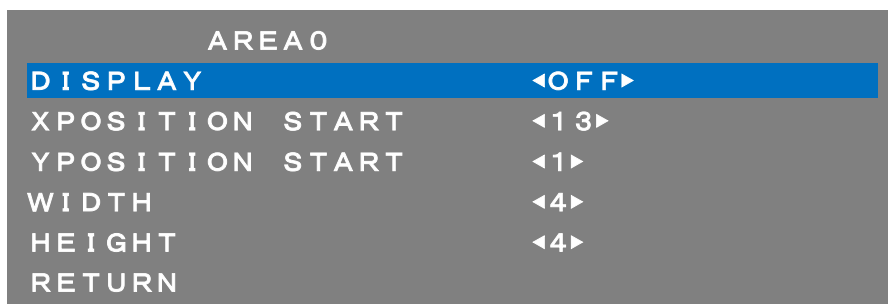 AREA0
DISPLAY ◂OFF▸
XPOSITION START ◂13▸
YPOSITION START ◂1▸
WIDTH ◂4▸
HEIGHT ◂4▸
RETURN